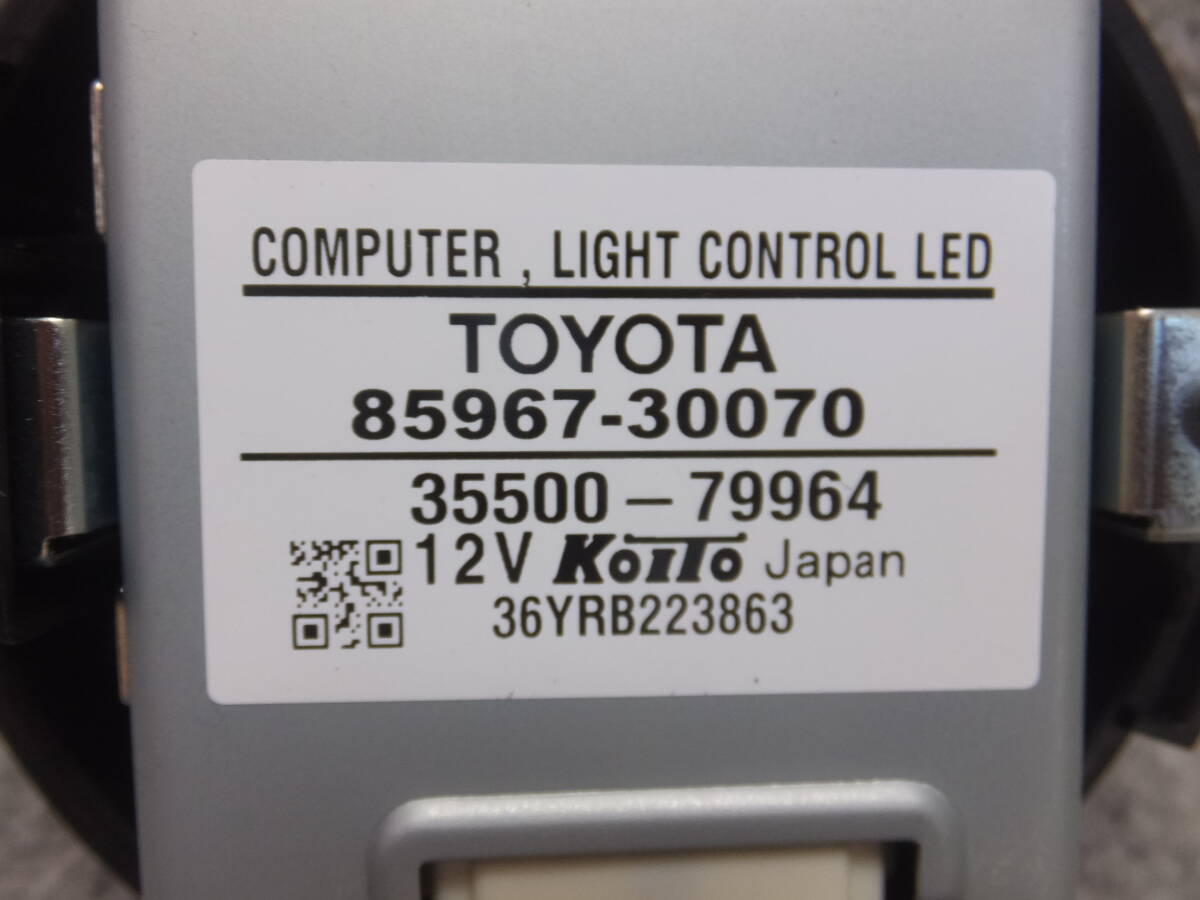 COMPUTER , LIGHT CONTROL LED
TOYOTA
85967-30070
35500-79964
12V KOITO Japan
36YRB223863